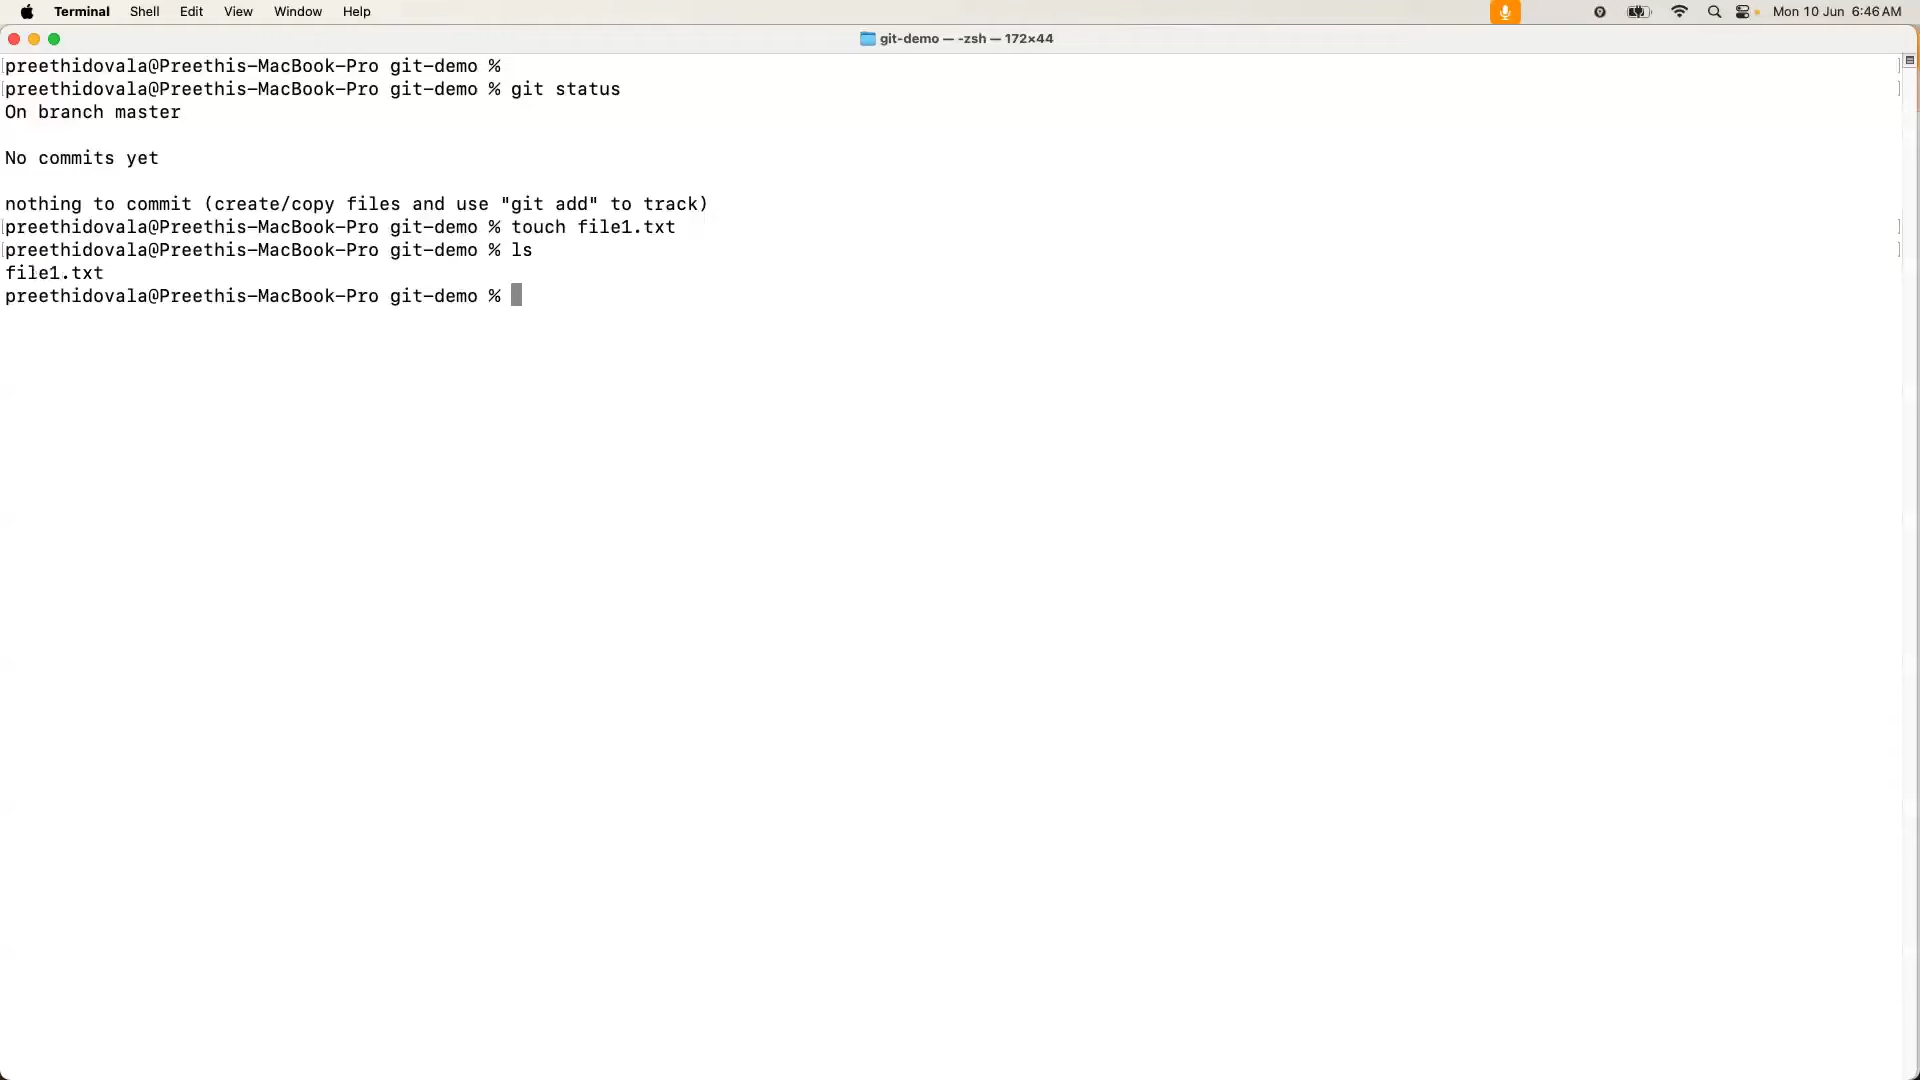 Terminal Shell Edit View Window Help Mon 10 Jun 6:46 AM
git-demo — -zsh — 172×44
preethidovala@Preethis-MacBook-Pro git-demo %
preethidovala@Preethis-MacBook-Pro git-demo % git status
On branch master
No commits yet
nothing to commit (create/copy files and use "git add" to track)
preethidovala@Preethis-MacBook-Pro git-demo % touch file1.txt
preethidovala@Preethis-MacBook-Pro git-demo % ls
file1.txt
preethidovala@Preethis-MacBook-Pro git-demo %